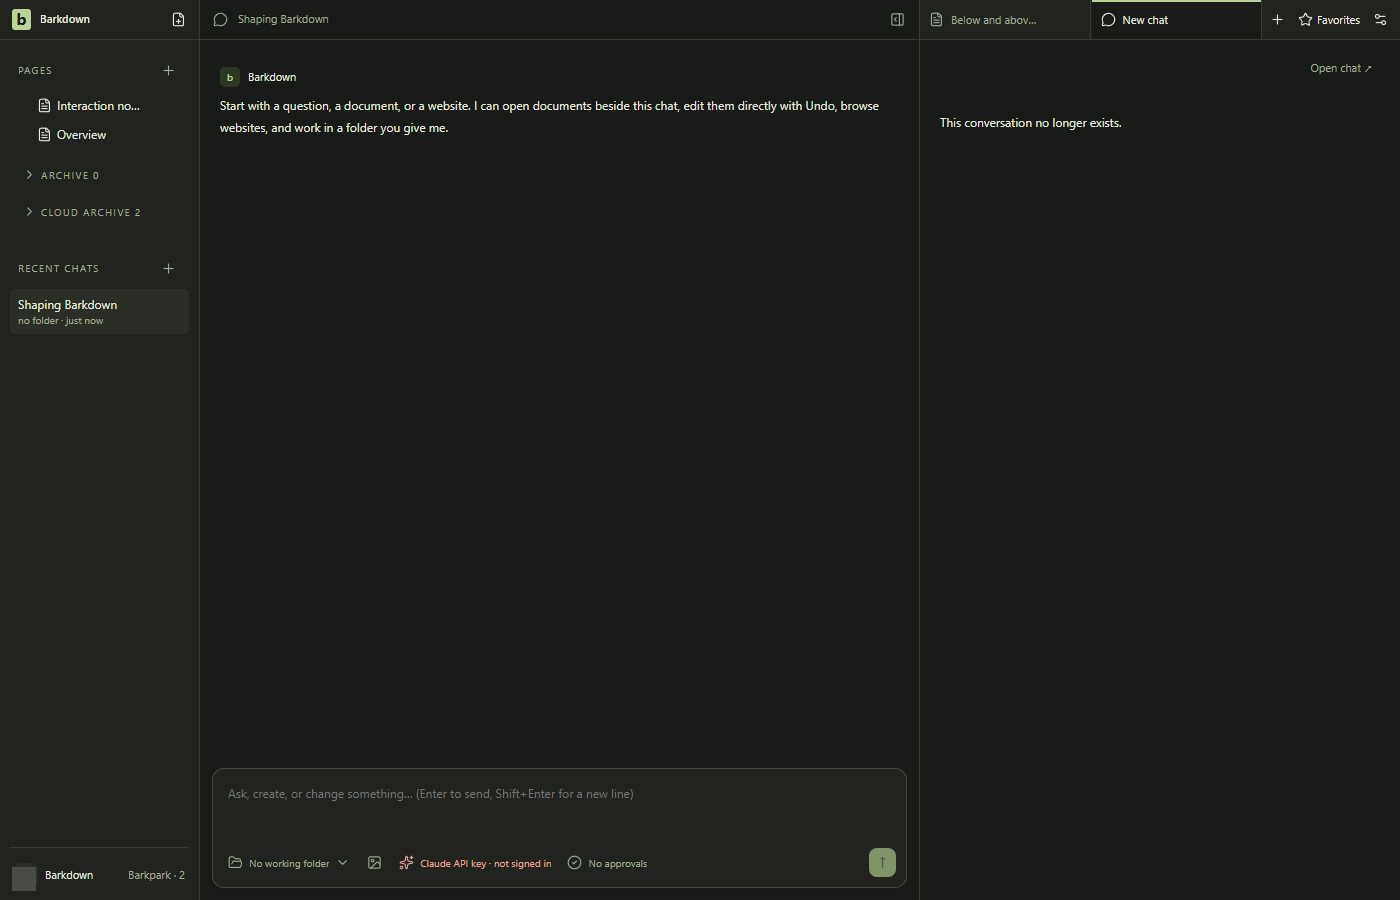 b Barkdown
Shaping Barkdown
Below and abov...
New chat
Favorites
PAGES
Interaction no...
Overview
ARCHIVE 0
CLOUD ARCHIVE 2
RECENT CHATS
Shaping Barkdown
no folder · just now
b Barkdown
Start with a question, a document, or a website. I can open documents beside this chat, edit them directly with Undo, browse
websites, and work in a folder you give me.
Open chat ↗
This conversation no longer exists.
Ask, create, or change something... (Enter to send, Shift+Enter for a new line)
No working folder
Claude API key · not signed in
No approvals
Barkdown
Barkpark · 2